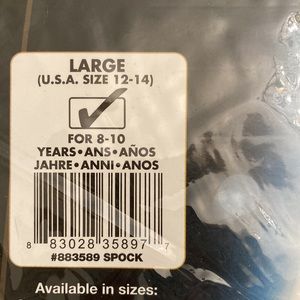 LARGE
(U.S.A. SIZE 12-14)
FOR 8-10
YEARS•ANS•AÑOS
JAHRE•ANNI•ANOS
8 83028 35897 7
#883589 SPOCK
Available in sizes: